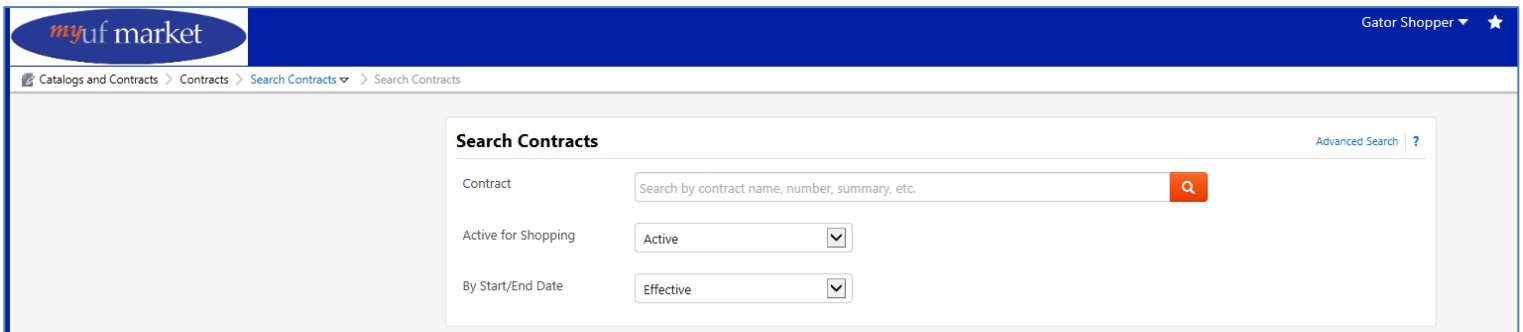 myuf market
Gator Shopper
Catalogs and Contracts > Contracts > Search Contracts > Search Contracts
Search Contracts
Advanced Search | ?
Contract
Search by contract name, number, summary, etc.
Active for Shopping
Active
By Start/End Date
Effective